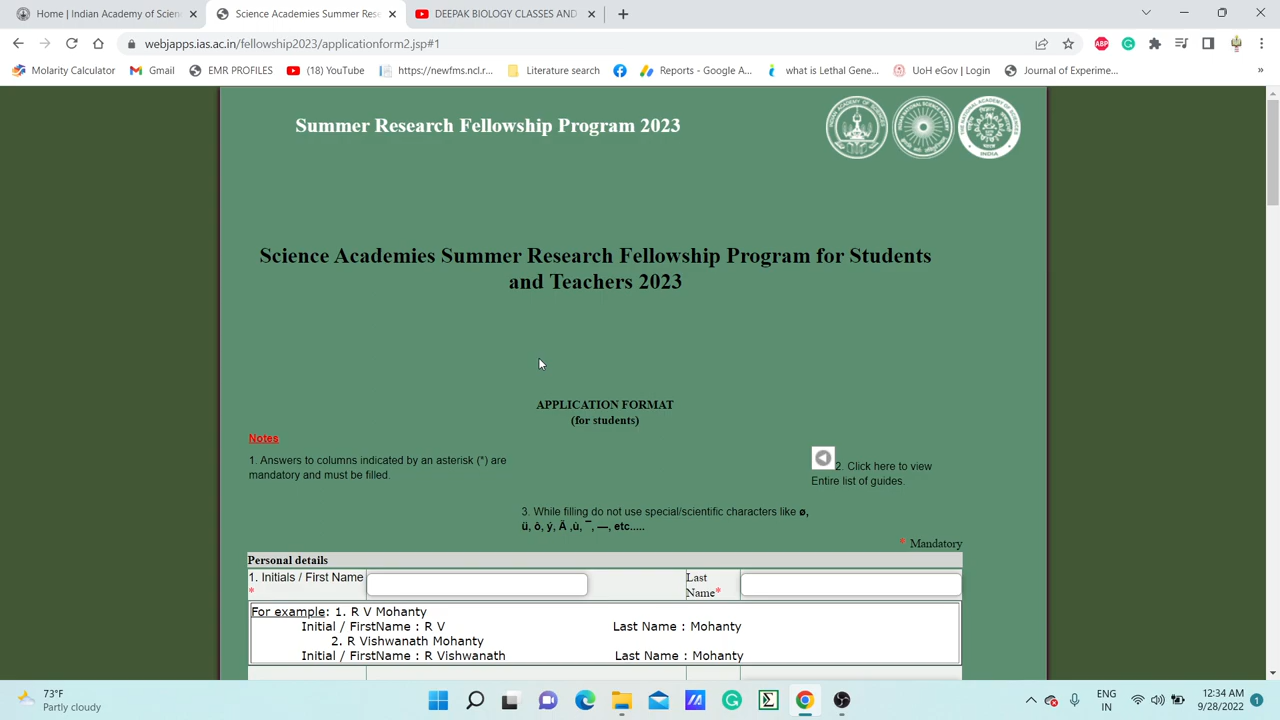 Home | Indian Academy of Scien
Science Academies Summer Res
DEEPAK BIOLOGY CLASSES AND
webjapps.ias.ac.in/fellowship2023/applicationform2.jsp#1
ABP
Molarity Calculator
Gmail
EMR PROFILES
(18) YouTube
https://newfms.ncl.r...
Literature search
Reports - Google A...
what is Lethal Gene...
UoH eGov | Login
Journal of Experime...
»
Summer Research Fellowship Program 2023
Science Academies Summer Research Fellowship Program for Students
and Teachers 2023
APPLICATION FORMAT
(for students)
Notes
1. Answers to columns indicated by an asterisk (*) are
mandatory and must be filled.
2. Click here to view
Entire list of guides.
3. While filling do not use special/scientific characters like ø,
ü, ò, ý, Ä ,ù, ¯, —, etc.....
* Mandatory
Personal details
1. Initials / First Name
*
Last
Name*
For example: 1. R V Mohanty
Initial / FirstName : R V Last Name : Mohanty
2. R Vishwanath Mohanty
Initial / FirstName : R Vishwanath Last Name : Mohanty
73°F
Partly cloudy
ENG
IN
12:34 AM
9/28/2022
1